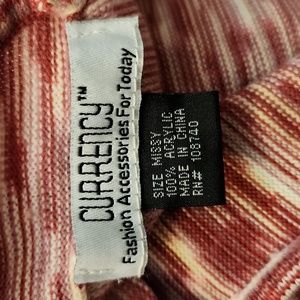 CURRENCY™
Fashion Accessories For Today
SIZE MISSY
100% ACRYLIC
MADE IN CHINA
RN# 108740